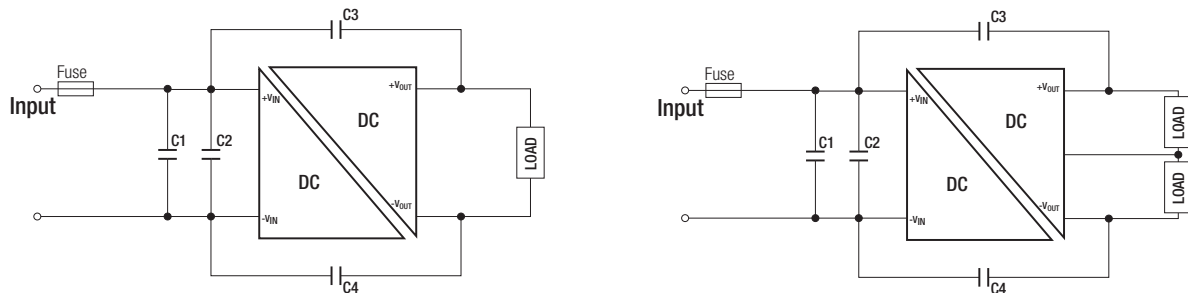 C3
Fuse
Input
+VIN
+VOUT
DC
C1
C2
LOAD
DC
-VIN
-VOUT
C4
C3
Fuse
Input
+VIN
+VOUT
DC
LOAD
C1
C2
DC
LOAD
-VIN
-VOUT
C4